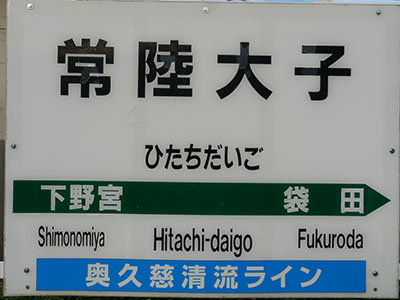 常陸大子
ひたちだいご
下野宮 袋田
Shimonomiya Hitachi-daigo Fukuroda
奥久慈清流ライン